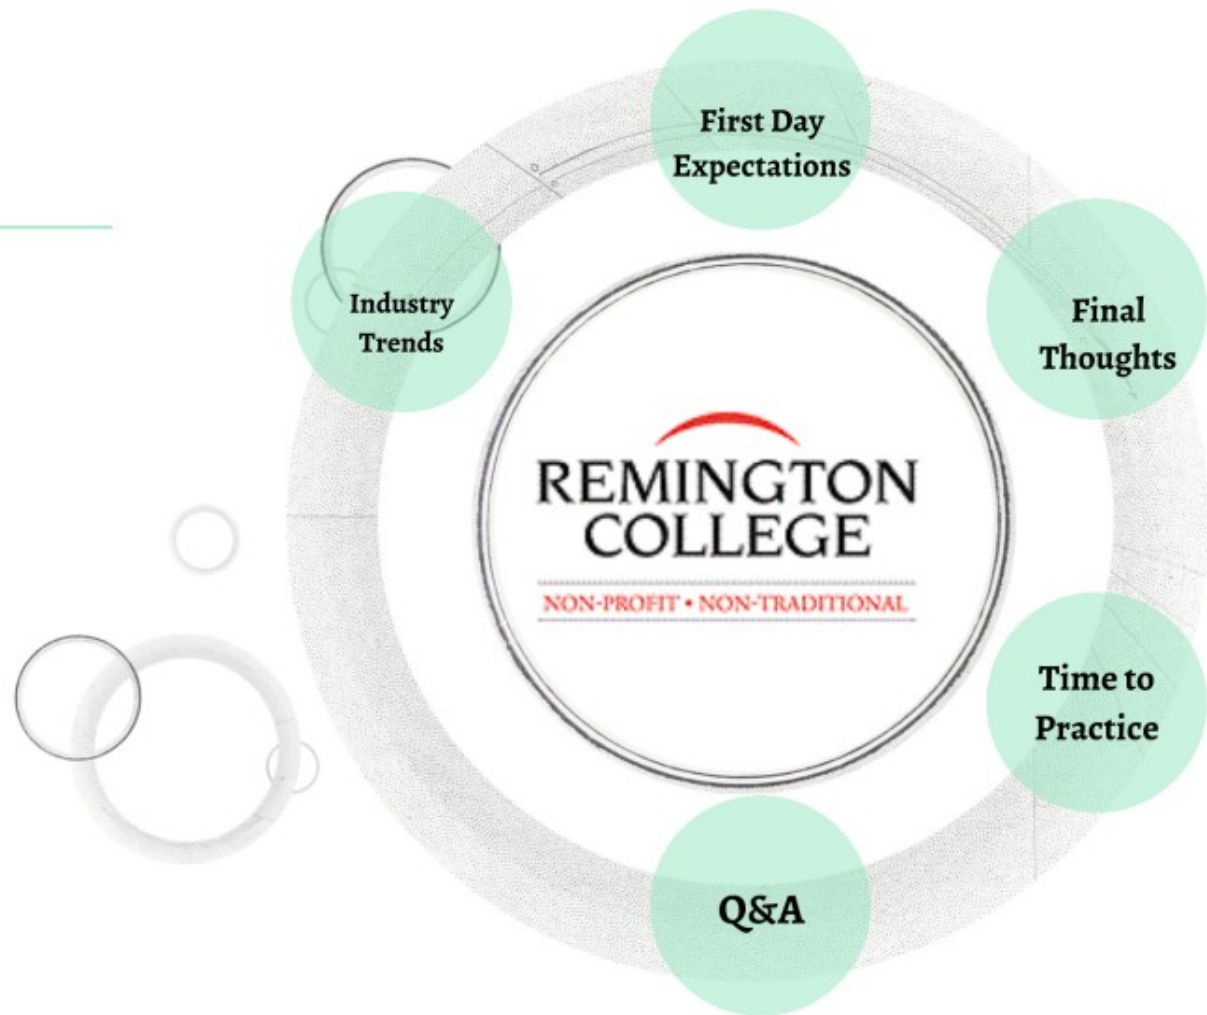 First Day
Expectations
Industry
Trends
Final
Thoughts
REMINGTON
COLLEGE
NON-PROFIT • NON-TRADITIONAL
Time to
Practice
Q&A